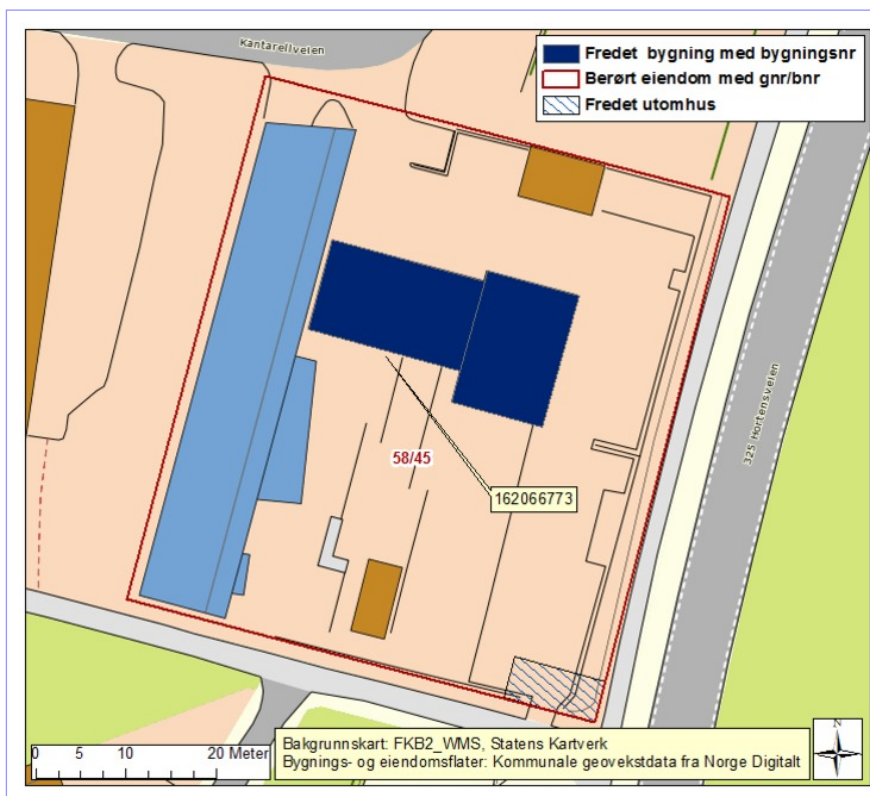 Kantarellveien
Fredet bygning med bygningsnr
Berørt eiendom med gnr/bnr
Fredet utomhus
325 Hortensveien
58/45
162066773
0 5 10 20 Meter
Bakgrunnskart: FKB2_WMS, Statens Kartverk
Bygnings- og eiendomsflater: Kommunale geovekstdata fra Norge Digitalt
N